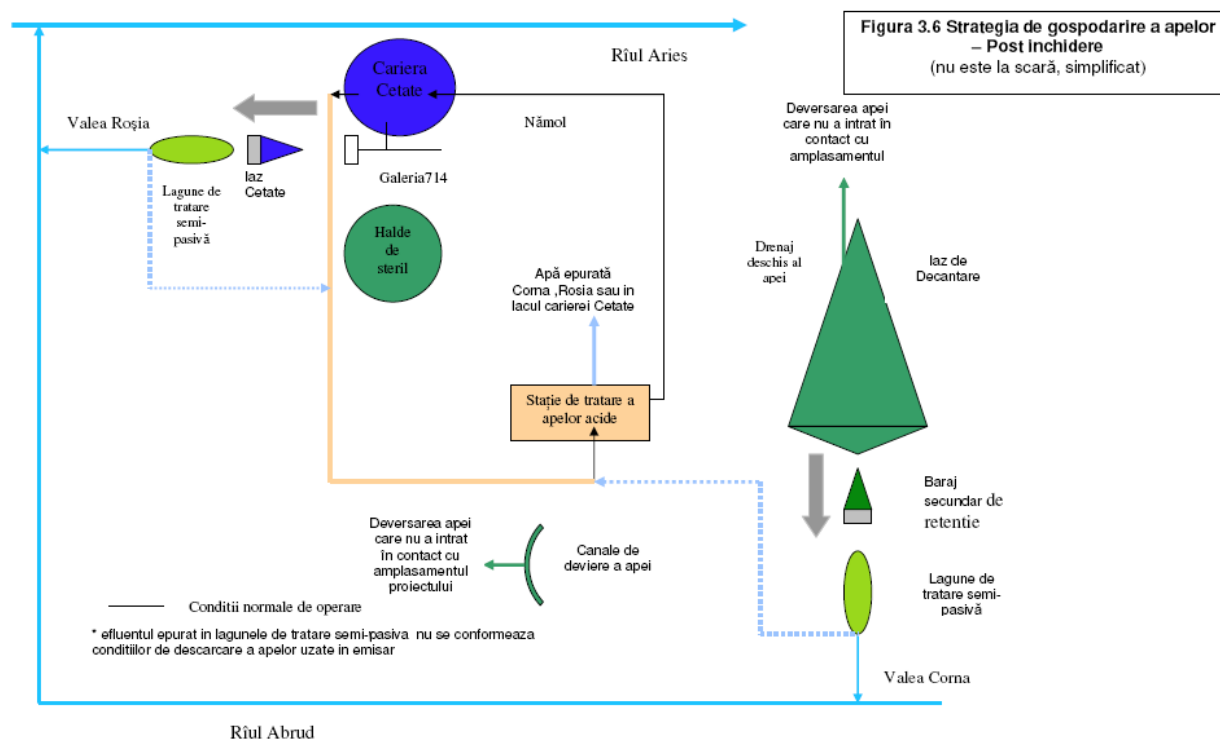 Figura 3.6 Strategia de gospodarire a apelor
– Post inchidere
(nu este la scară, simplificat)
Rîul Aries
Cariera
Cetate
Valea Roşia
Nămol
Iaz
Cetate
Galeria714
Lagune de
tratare
semi-
pasivă
Halde
de
steril
Deversarea apei
care nu a intrat în
contact cu
amplasamentul
Drenaj
deschis al
apei
Iaz de
Decantare
Apă epurată
Corna ,Rosia sau in
lacul carierei Cetate
Staţie de tratare a
apelor acide
Baraj
secundar de
retentie
Deversarea apei
care nu a intrat
în contact cu
amplasamentul
proiectului
Canale de
deviere a apei
Lagune de
tratare semi-
pasivă
Conditii normale de operare
* efluentul epurat in lagunele de tratare semi-pasiva nu se conformeaza
conditiilor de descarcare a apelor uzate in emisar
Valea Corna
Rîul Abrud